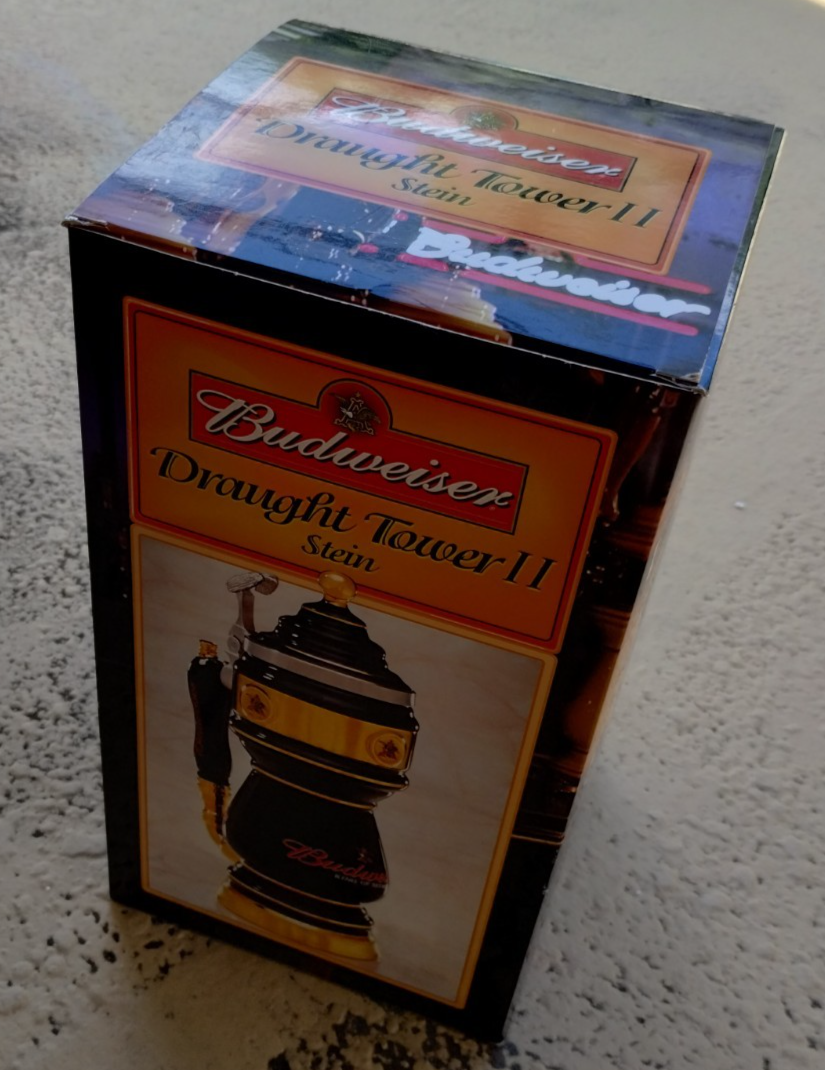 Budweiser
Draught Tower II
Stein
Budweiser
Budweiser
Draught Tower II
Stein